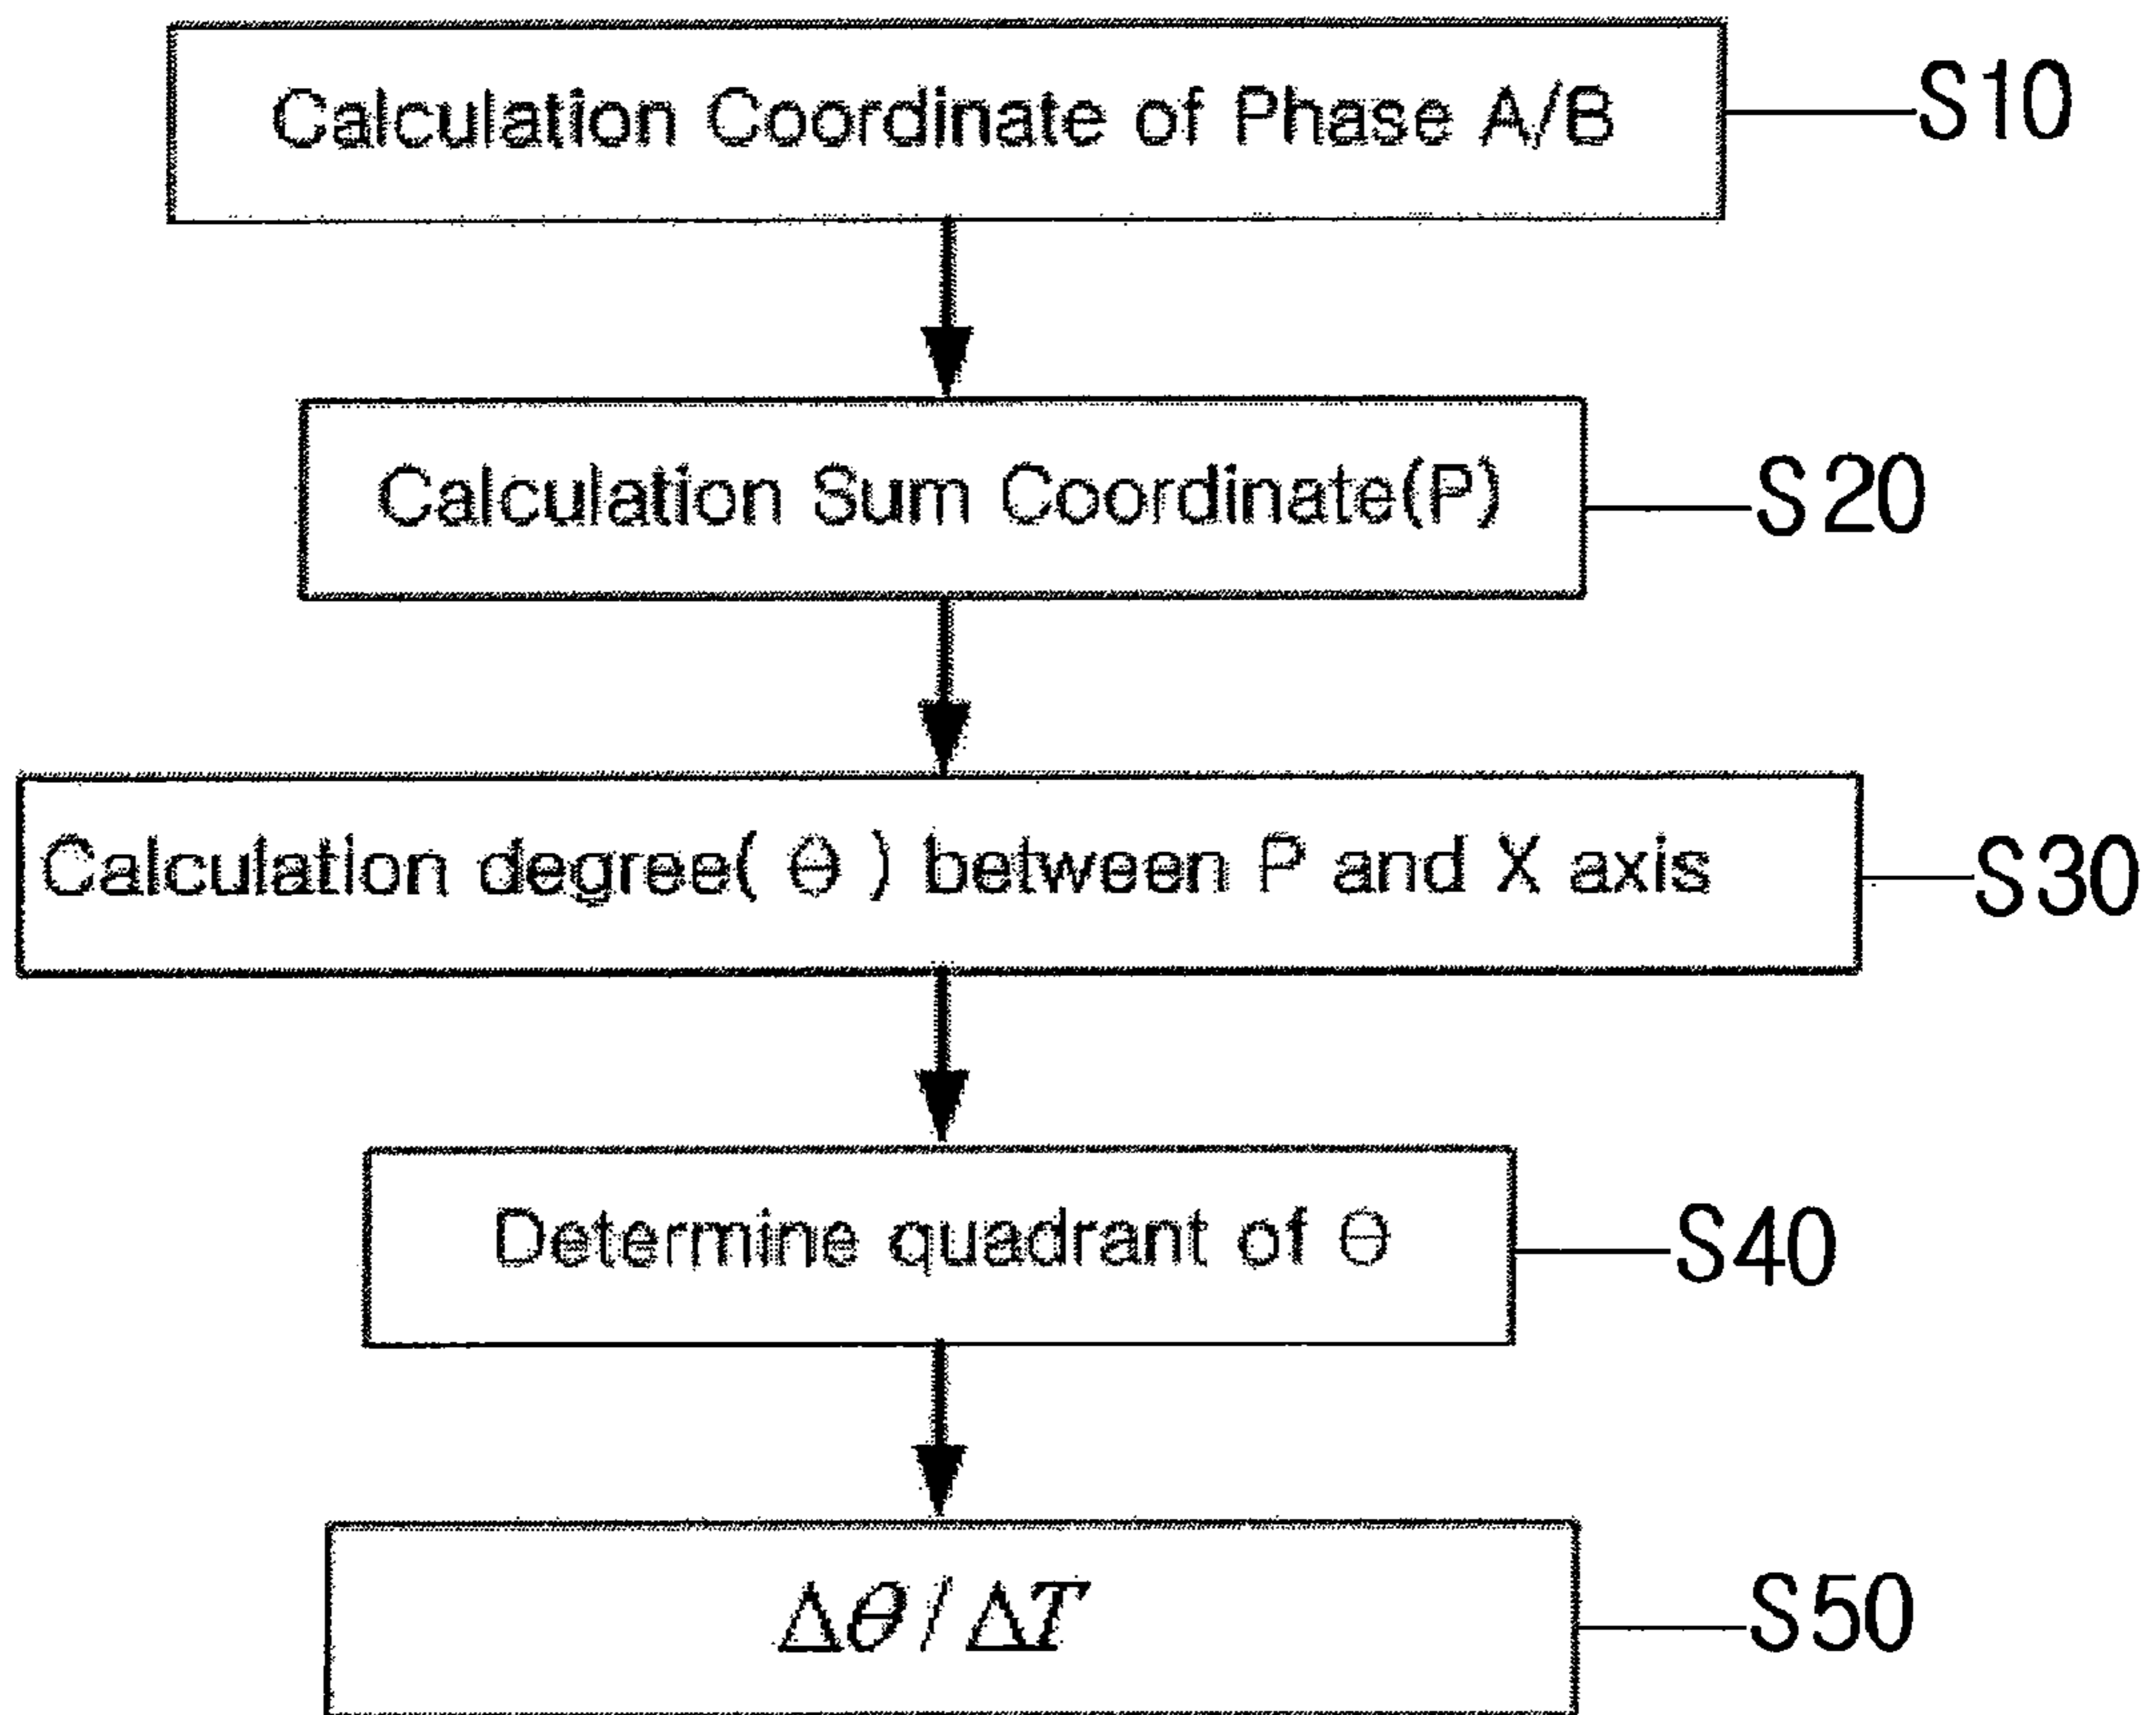 Calculation Coordinate of Phase A/B
S10
Calculation Sum Coordinate(P)
S20
Calculation degree( Θ ) between P and X axis
S30
Determine quadrant of Θ
S40
Δθ/ΔT
S50